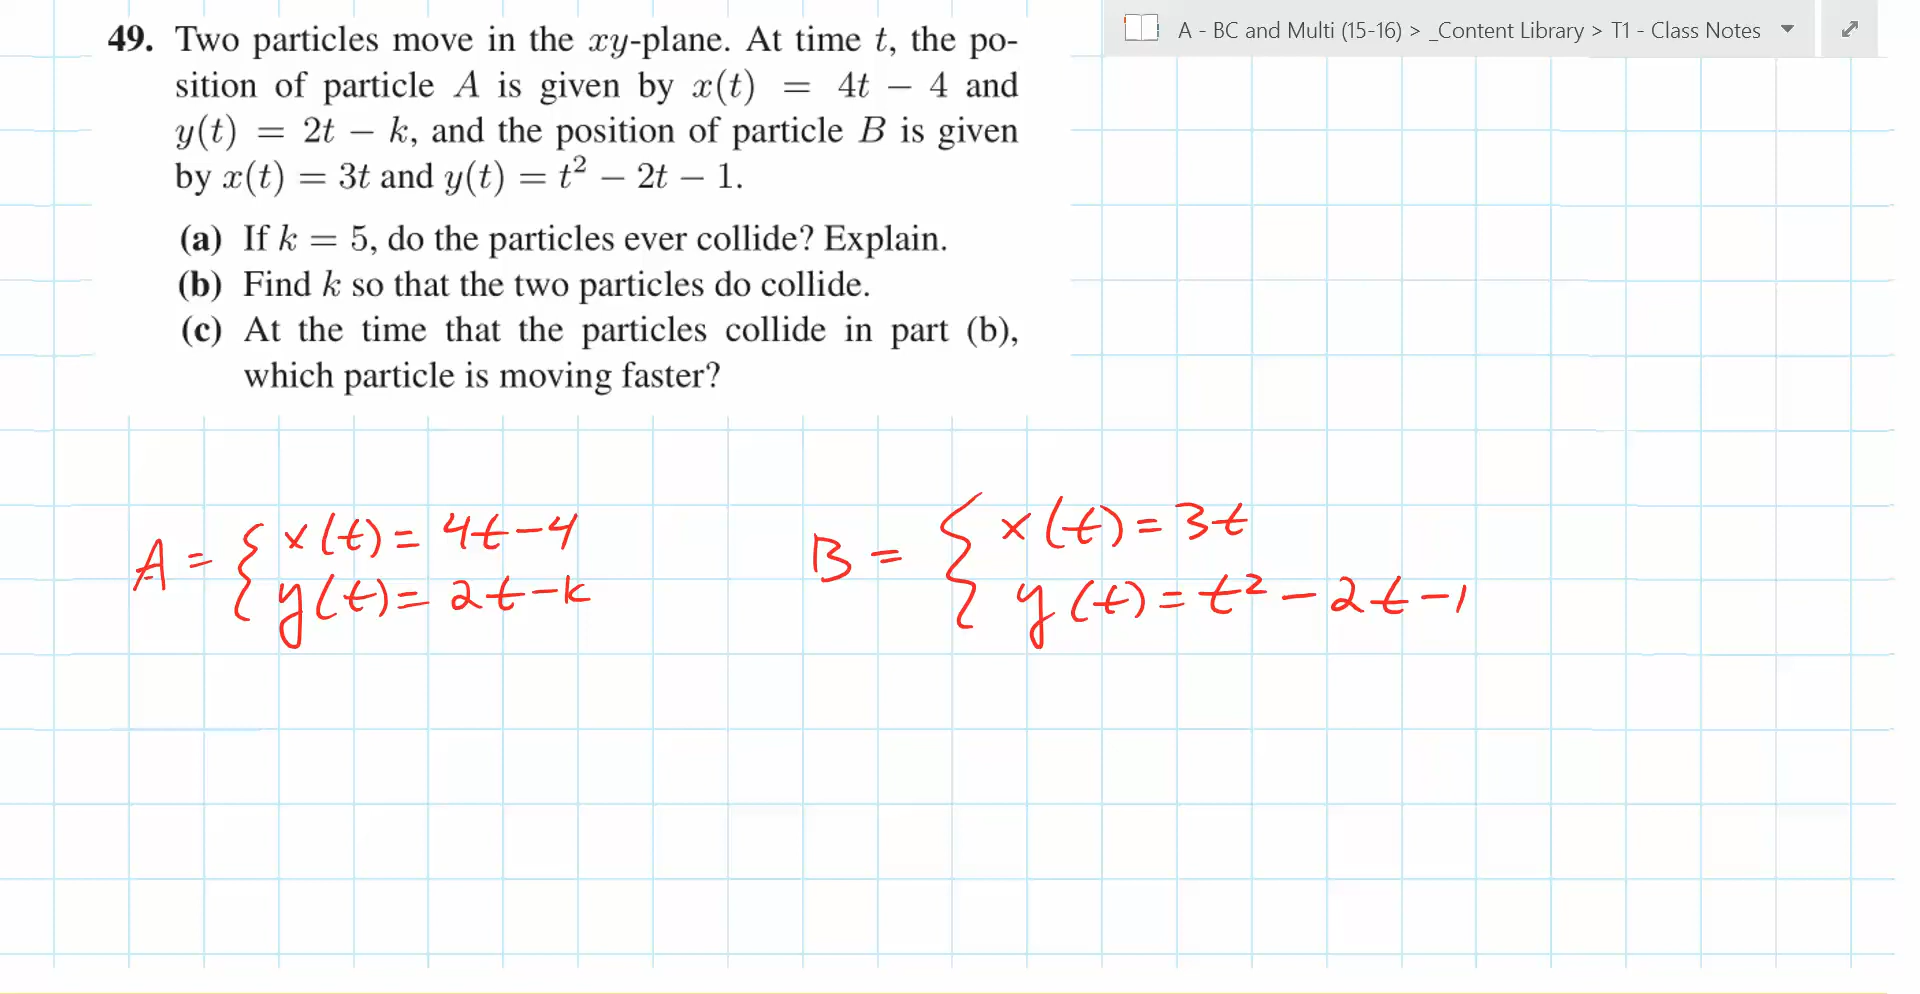 A - BC and Multi (15-16) > _Content Library > T1 - Class Notes
49. Two particles move in the xy-plane. At time t, the po-
sition of particle A is given by x(t) = 4t − 4 and
y(t) = 2t − k, and the position of particle B is given
by x(t) = 3t and y(t) = t² − 2t − 1.
(a) If k = 5, do the particles ever collide? Explain.
(b) Find k so that the two particles do collide.
(c) At the time that the particles collide in part (b),
which particle is moving faster?
A = { x(t) = 4t − 4
y(t) = 2t − k
B = { x(t) = 3t
y(t) = t² − 2t − 1